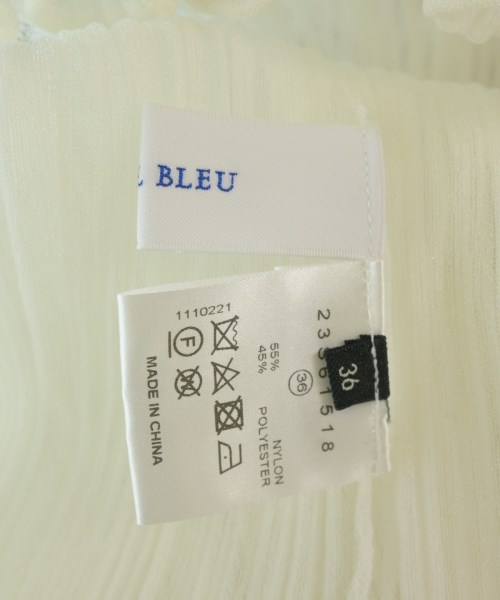 BLEU
36
36
55% NYLON
45% POLYESTER
1110221
F
W
MADE IN CHINA